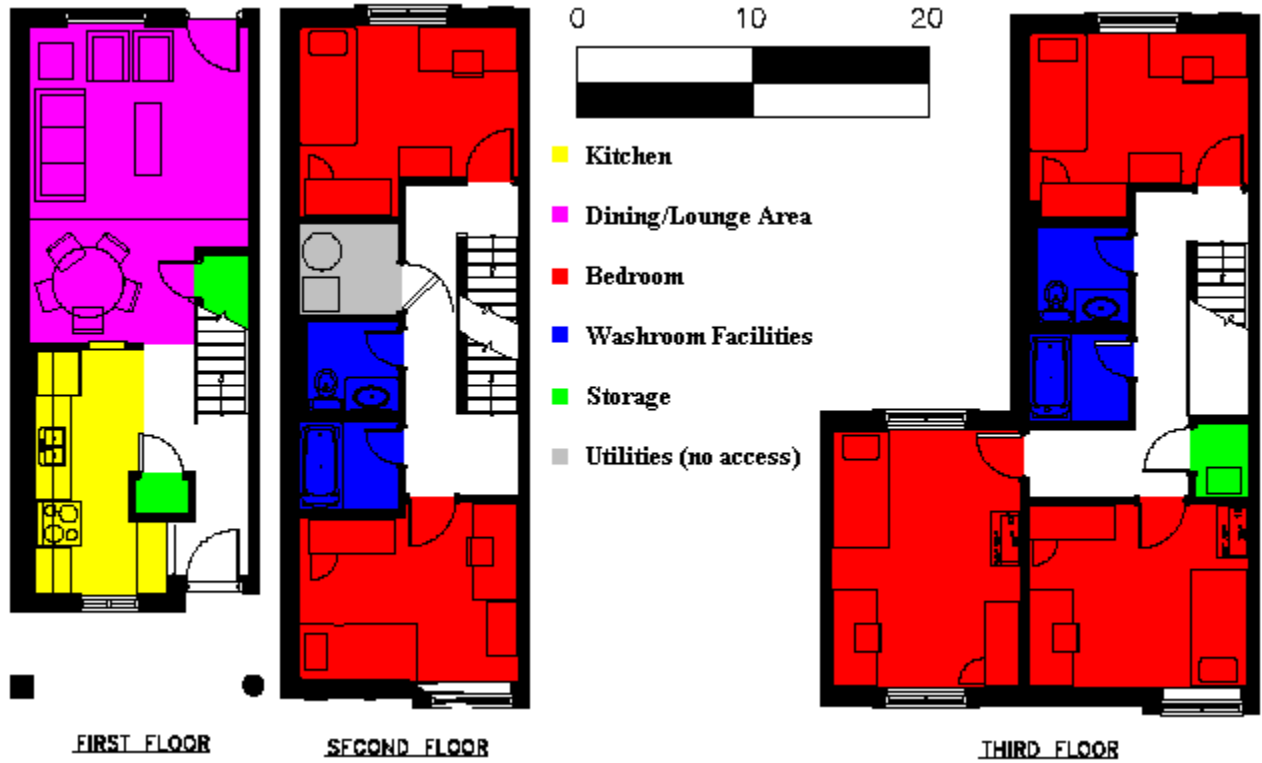 0 10 20
Kitchen
Dining/Lounge Area
Bedroom
Washroom Facilities
Storage
Utilities (no access)
FIRST FLOOR
SECOND FLOOR
THIRD FLOOR